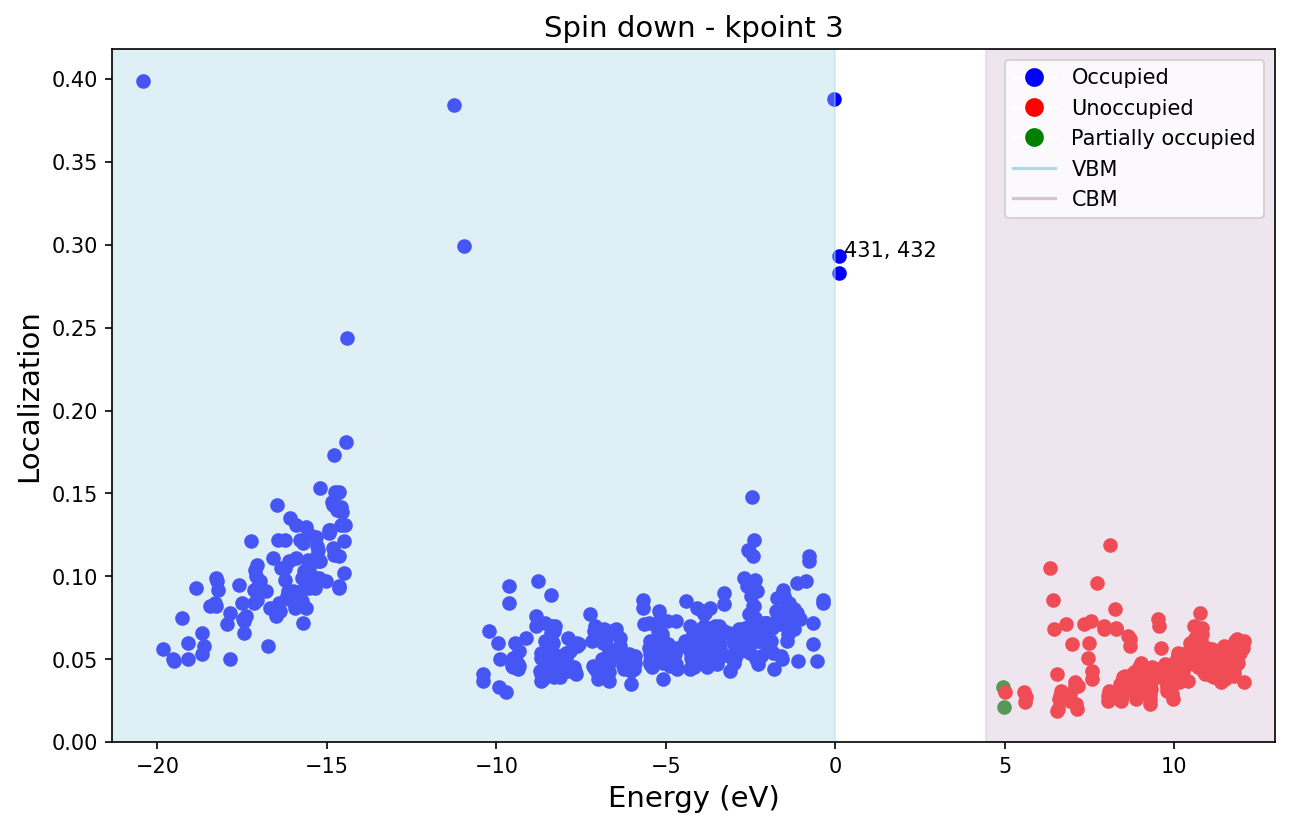 Spin down - kpoint 3
Localization
0.40
0.35
0.30
0.25
0.20
0.15
0.10
0.05
0.00
Occupied
Unoccupied
Partially occupied
VBM
CBM
431, 432
−20
−15
−10
−5
0
5
10
Energy (eV)